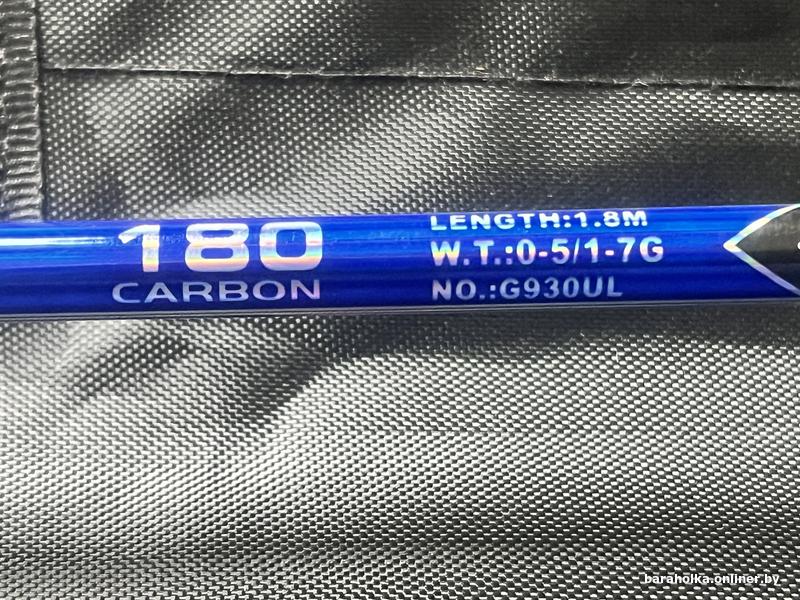 180
CARBON
LENGTH:1.8M
W.T.:0-5/1-7G
NO.:G930UL
baraholka.onliner.by